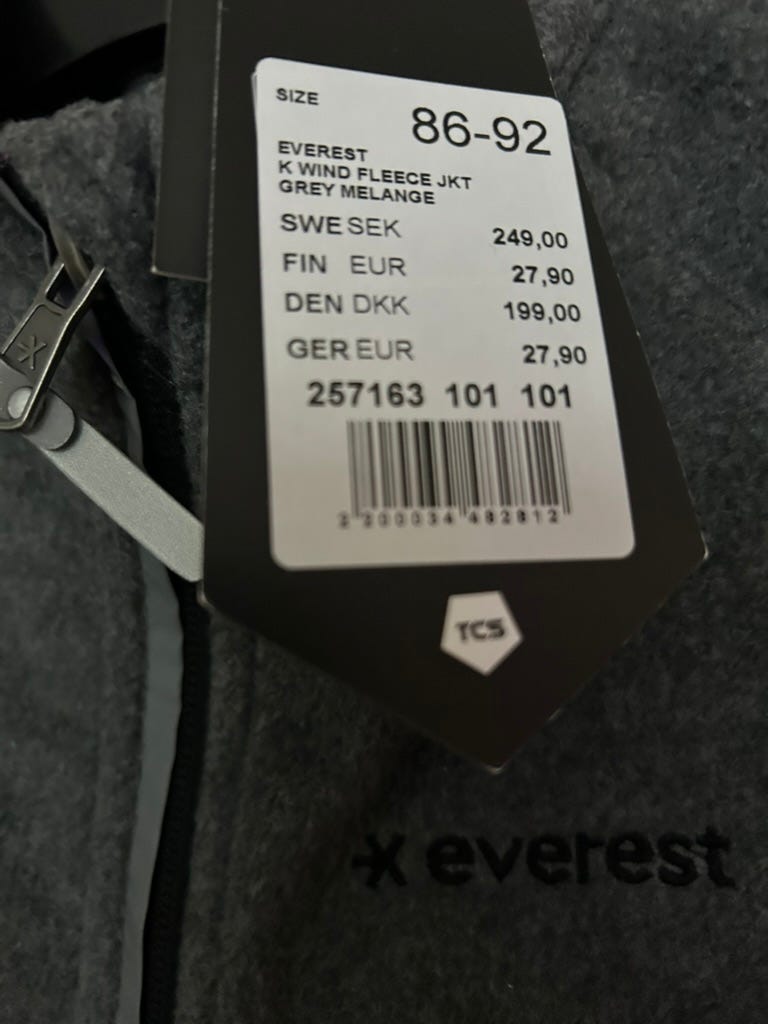 SIZE
86-92
EVEREST
K WIND FLEECE JKT
GREY MELANGE
SWE SEK 249,00
FIN EUR 27,90
DEN DKK 199,00
GER EUR 27,90
257163 101 101
2 200034 482812
TCS
everest